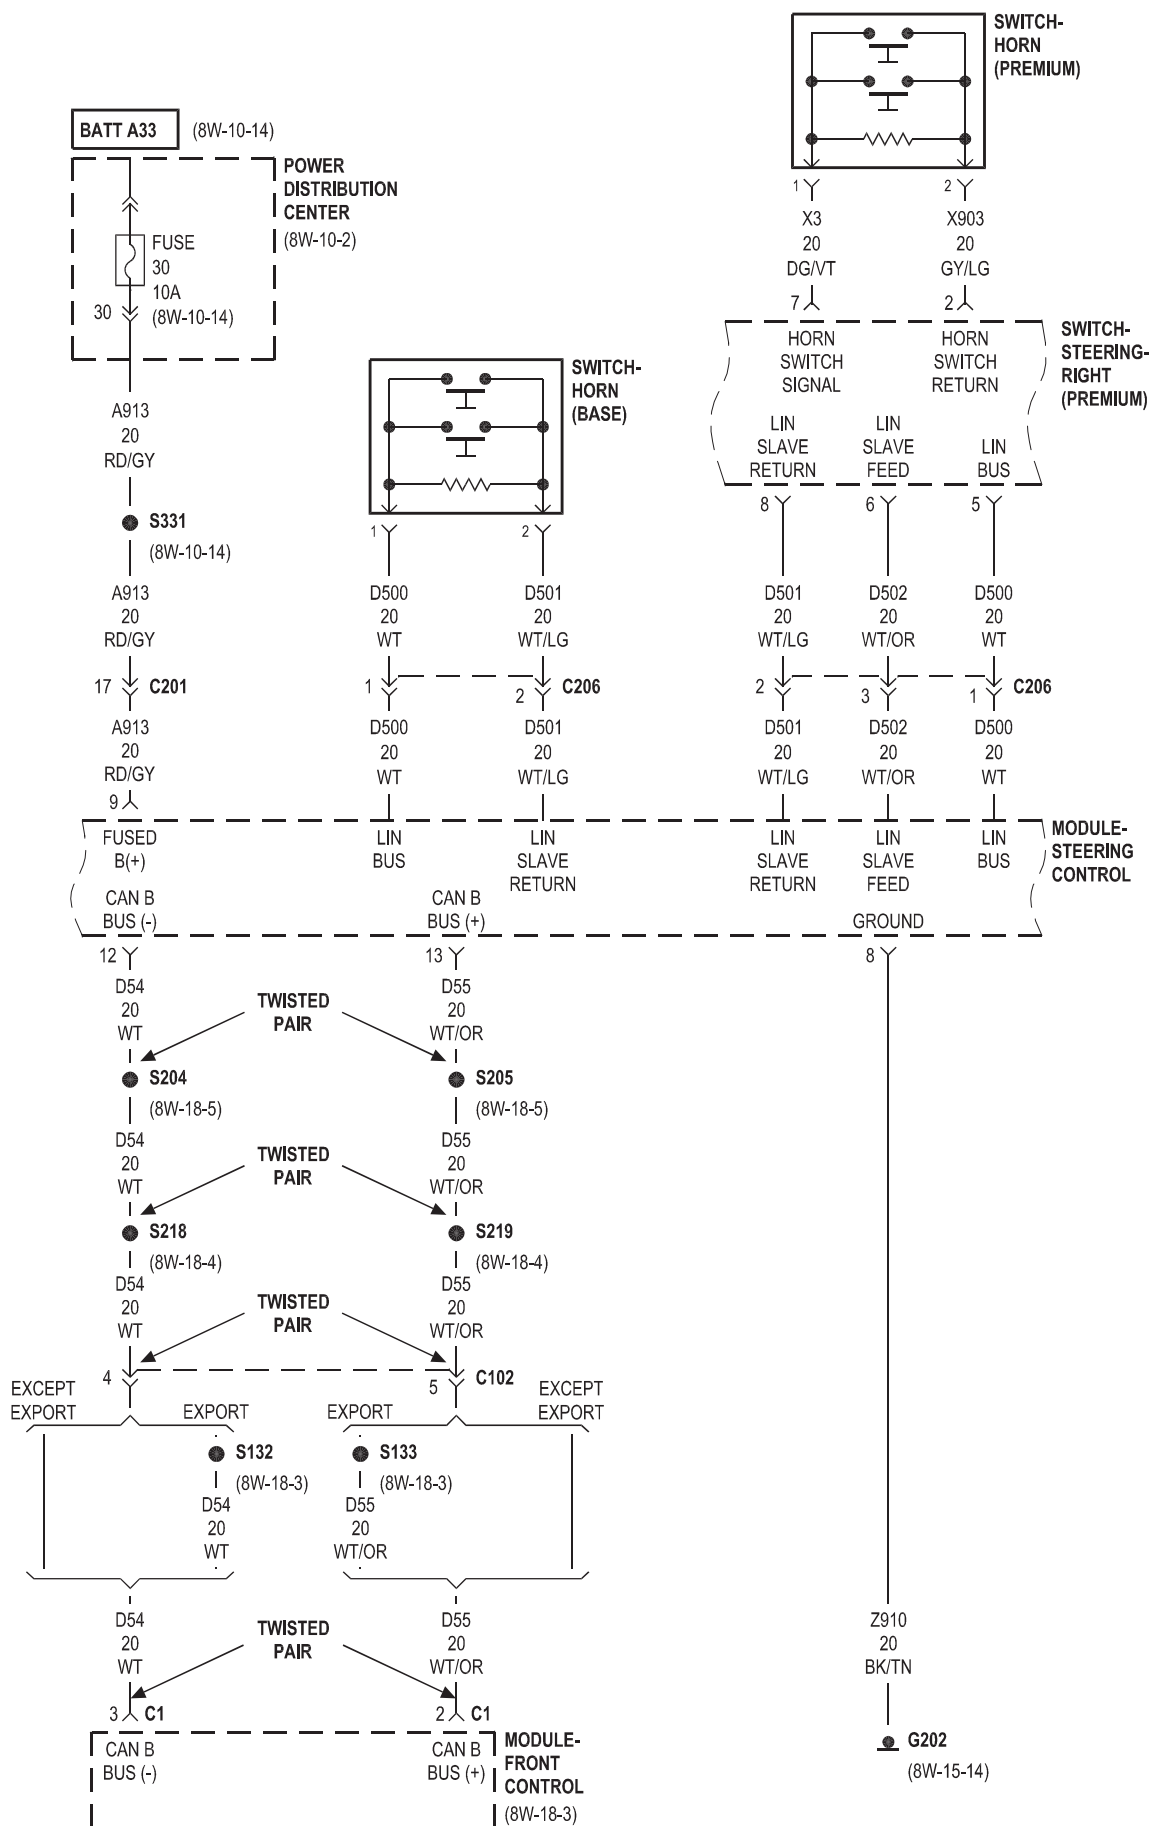 SWITCH-
HORN
(PREMIUM)
BATT A33
(8W-10-14)
POWER
DISTRIBUTION
CENTER
(8W-10-2)
FUSE
30
10A
(8W-10-14)
30
1
2
X3
20
DG/VT
X903
20
GY/LG
7
2
HORN
SWITCH
SIGNAL
HORN
SWITCH
RETURN
LIN
SLAVE
RETURN
LIN
SLAVE
FEED
LIN
BUS
SWITCH-
STEERING-
RIGHT
(PREMIUM)
SWITCH-
HORN
(BASE)
A913
20
RD/GY
S331
(8W-10-14)
1
2
8
6
5
A913
20
RD/GY
D500
20
WT
D501
20
WT/LG
D501
20
WT/LG
D502
20
WT/OR
D500
20
WT
17
C201
1
2
C206
2
3
1
C206
A913
20
RD/GY
D500
20
WT
D501
20
WT/LG
D501
20
WT/LG
D502
20
WT/OR
D500
20
WT
9
FUSED
B(+)
LIN
BUS
LIN
SLAVE
RETURN
LIN
SLAVE
RETURN
LIN
SLAVE
FEED
LIN
BUS
MODULE-
STEERING
CONTROL
CAN B
BUS (-)
CAN B
BUS (+)
GROUND
12
13
8
D54
20
WT
TWISTED
PAIR
D55
20
WT/OR
S204
(8W-18-5)
S205
(8W-18-5)
D54
20
WT
TWISTED
PAIR
D55
20
WT/OR
S218
(8W-18-4)
S219
(8W-18-4)
D54
20
WT
TWISTED
PAIR
D55
20
WT/OR
4
5
C102
EXCEPT
EXPORT
EXPORT
EXPORT
EXCEPT
EXPORT
S132
(8W-18-3)
S133
(8W-18-3)
D54
20
WT
D55
20
WT/OR
D54
20
WT
TWISTED
PAIR
D55
20
WT/OR
Z910
20
BK/TN
3
C1
2
C1
CAN B
BUS (-)
CAN B
BUS (+)
MODULE-
FRONT
CONTROL
(8W-18-3)
G202
(8W-15-14)